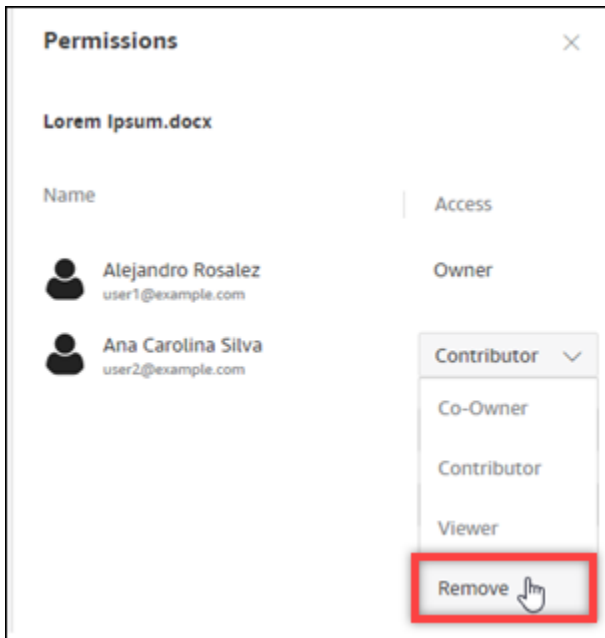 Permissions
Lorem Ipsum.docx
Name
Access
Alejandro Rosalez
user1@example.com
Owner
Ana Carolina Silva
user2@example.com
Contributor
Co-Owner
Contributor
Viewer
Remove